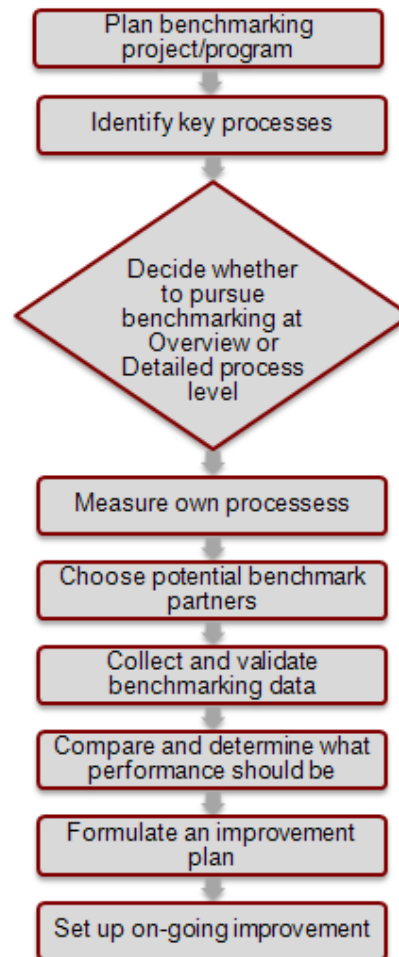 Plan benchmarking
project/program
Identify key processes
Decide whether
to pursue
benchmarking at
Overview or
Detailed process
level
Measure own processess
Choose potential benchmark
partners
Collect and validate
benchmarking data
Compare and determine what
performance should be
Formulate an improvement
plan
Set up on-going improvement